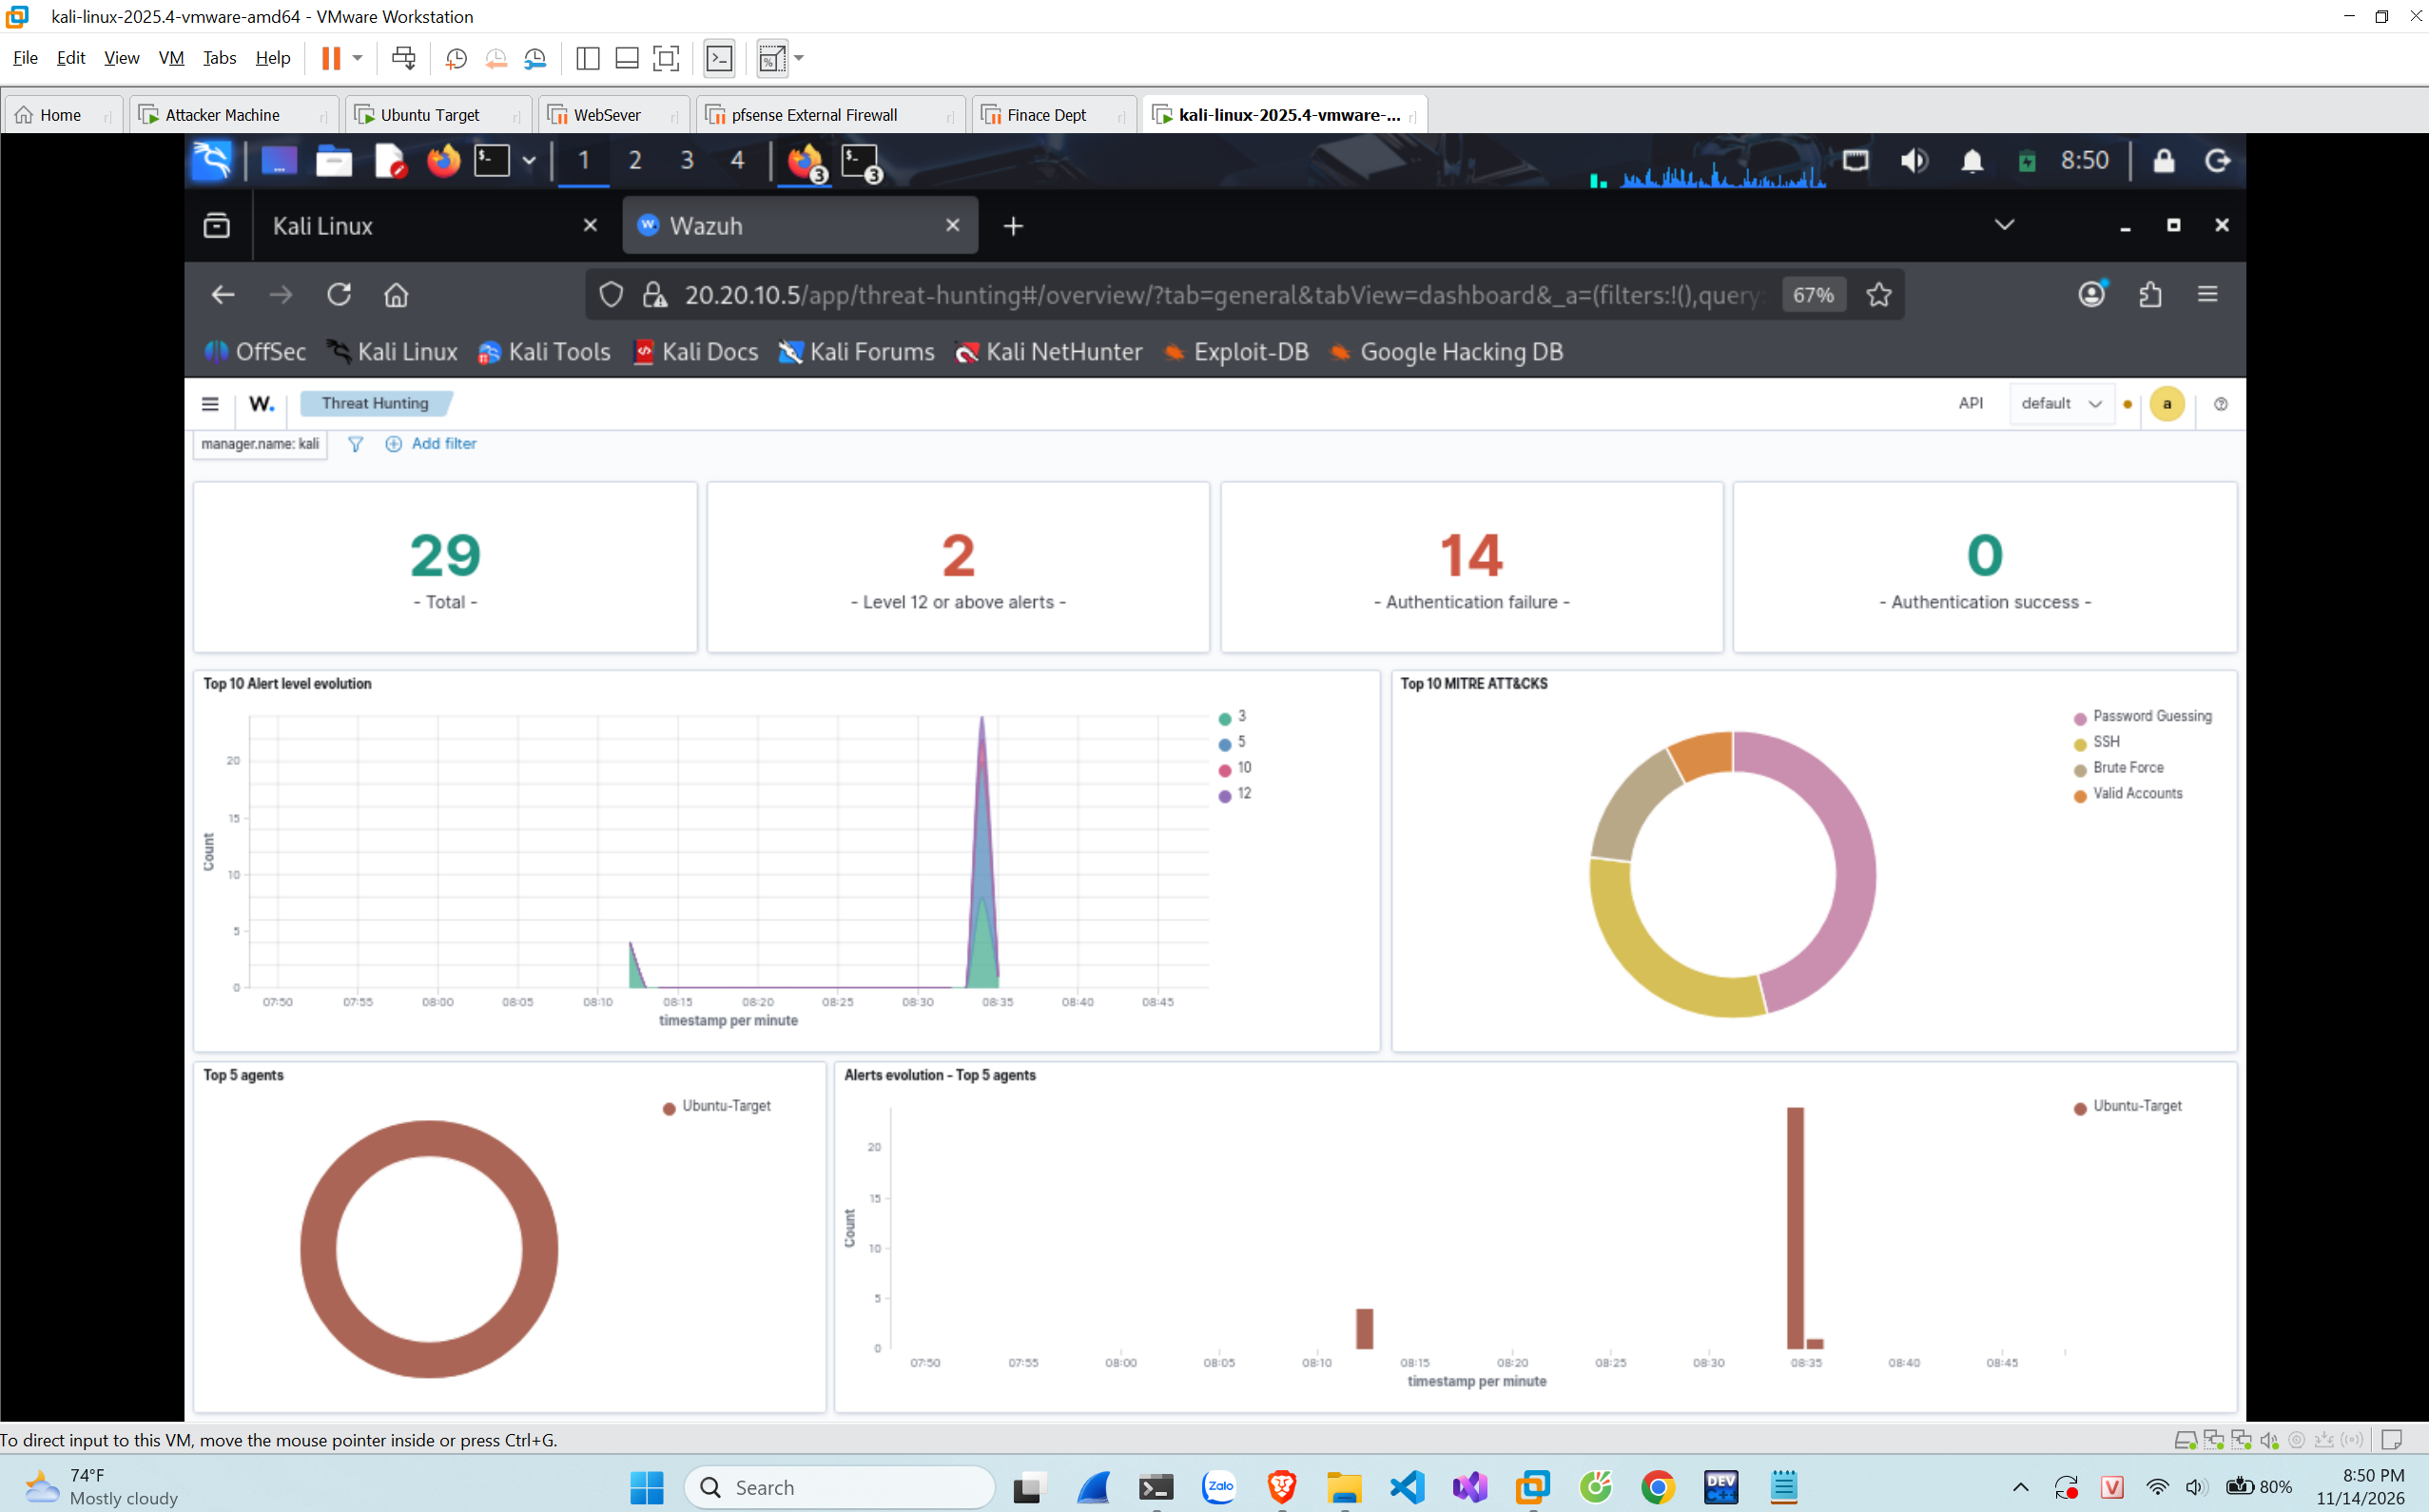 kali-linux-2025.4-vmware-amd64 - VMware Workstation
File Edit View VM Tabs Help
Home Attacker Machine Ubuntu Target WebSever pfsense External Firewall Finace Dept kali-linux-2025.4-vmware-...
1 2 3 4 3 3 8:50
Kali Linux Wazuh
20.20.10.5/app/threat-hunting#/overview/?tab=general&tabView=dashboard&_a=(filters:!(),query: 67%
OffSec Kali Linux Kali Tools Kali Docs Kali Forums Kali NetHunter Exploit-DB Google Hacking DB
W. Threat Hunting API default a
manager.name: kali Add filter
29 2 14 0
- Total - - Level 12 or above alerts - - Authentication failure - - Authentication success -
Top 10 Alert level evolution
3
5
10
12
20
15
10
5
0
Count
07:50 07:55 08:00 08:05 08:10 08:15 08:20 08:25 08:30 08:35 08:40 08:45
timestamp per minute
Top 10 MITRE ATT&CKS
Password Guessing
SSH
Brute Force
Valid Accounts
Top 5 agents
Ubuntu-Target
Alerts evolution - Top 5 agents
Ubuntu-Target
20
15
10
5
0
Count
07:50 07:55 08:00 08:05 08:10 08:15 08:20 08:25 08:30 08:35 08:40 08:45
timestamp per minute
To direct input to this VM, move the mouse pointer inside or press Ctrl+G.
74°F
Mostly cloudy
Search
Zalo
DEV
C++
V
80%
8:50 PM
11/14/2026